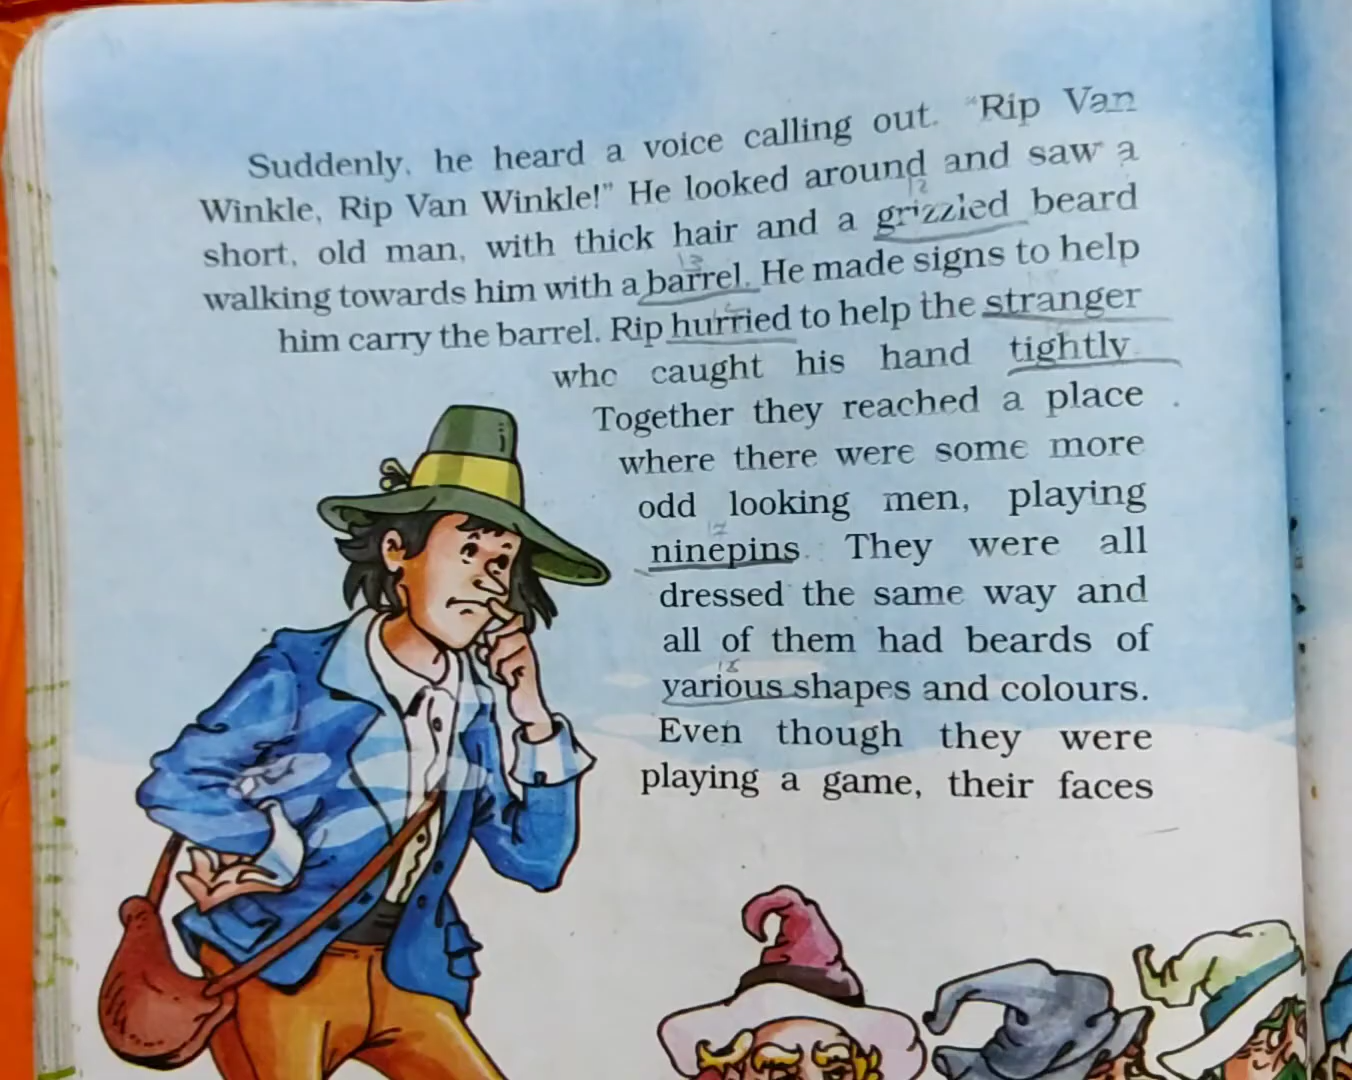 Suddenly, he heard a voice calling out. "Rip Van
Winkle, Rip Van Winkle!" He looked around and saw a
short, old man, with thick hair and a grizzled beard
walking towards him with a barrel. He made signs to help
him carry the barrel. Rip hurried to help the stranger
who caught his hand tightly.
Together they reached a place
where there were some more
odd looking men, playing
ninepins. They were all
dressed the same way and
all of them had beards of
various shapes and colours.
Even though they were
playing a game, their faces